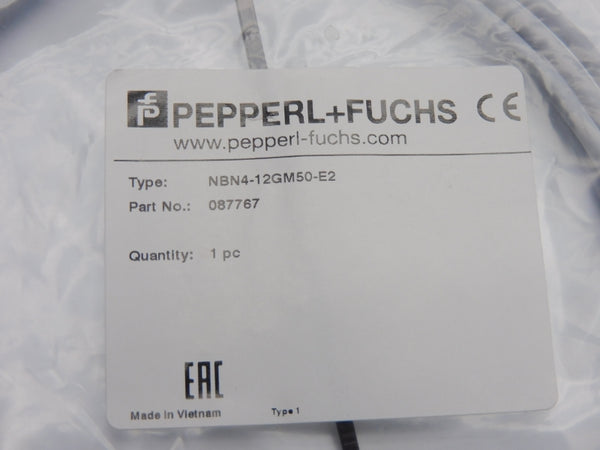 PEPPERL+FUCHS CE
www.pepperl-fuchs.com
Type: NBN4-12GM50-E2
Part No.: 087767
Quantity: 1 pc
EAC
Made in Vietnam Type 1